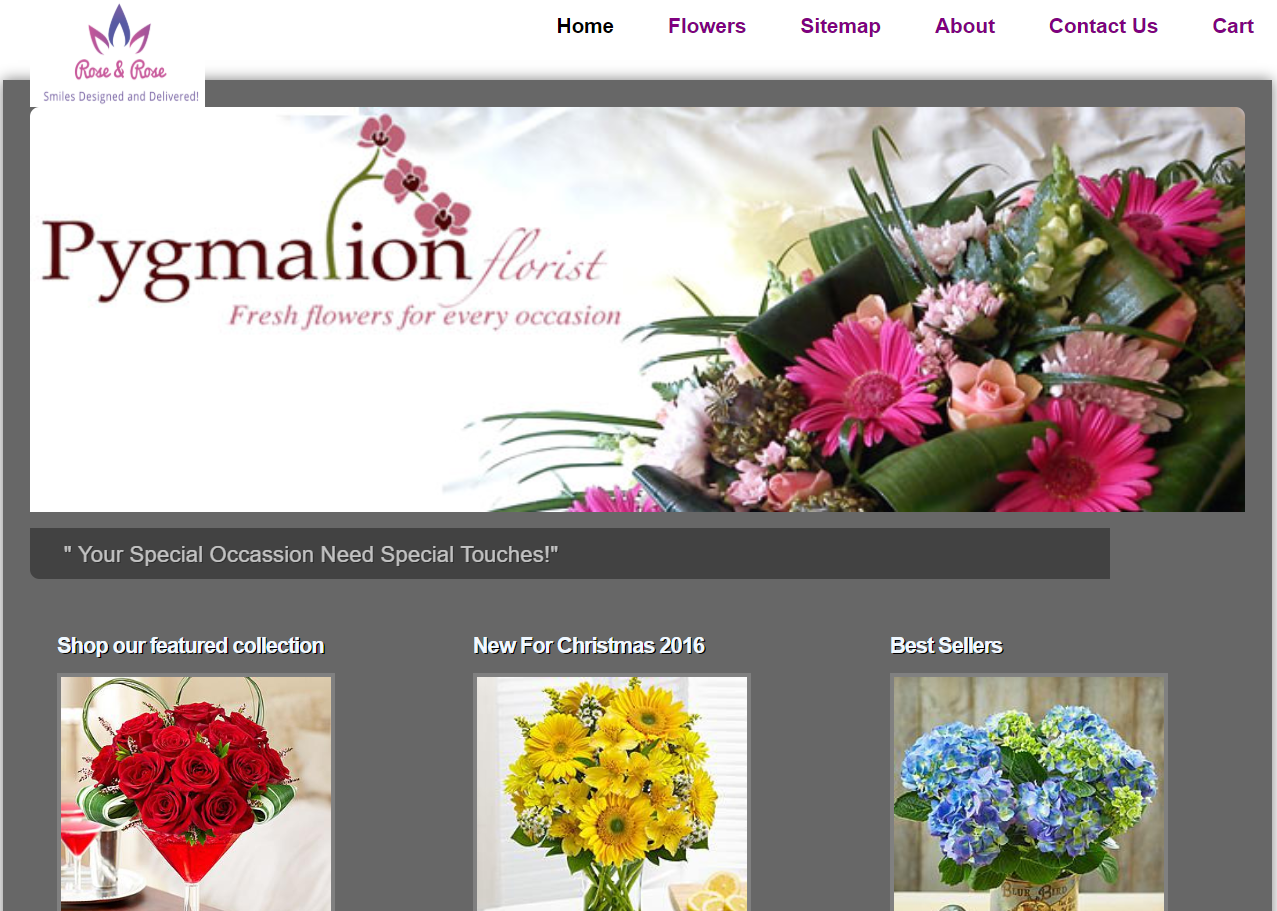 Rose & Rose
Smiles Designed and Delivered!
Home Flowers Sitemap About Contact Us Cart
Pygmalion florist
Fresh flowers for every occasion
" Your Special Occassion Need Special Touches!"
Shop our featured collection
New For Christmas 2016
Best Sellers
BLUE BIRD